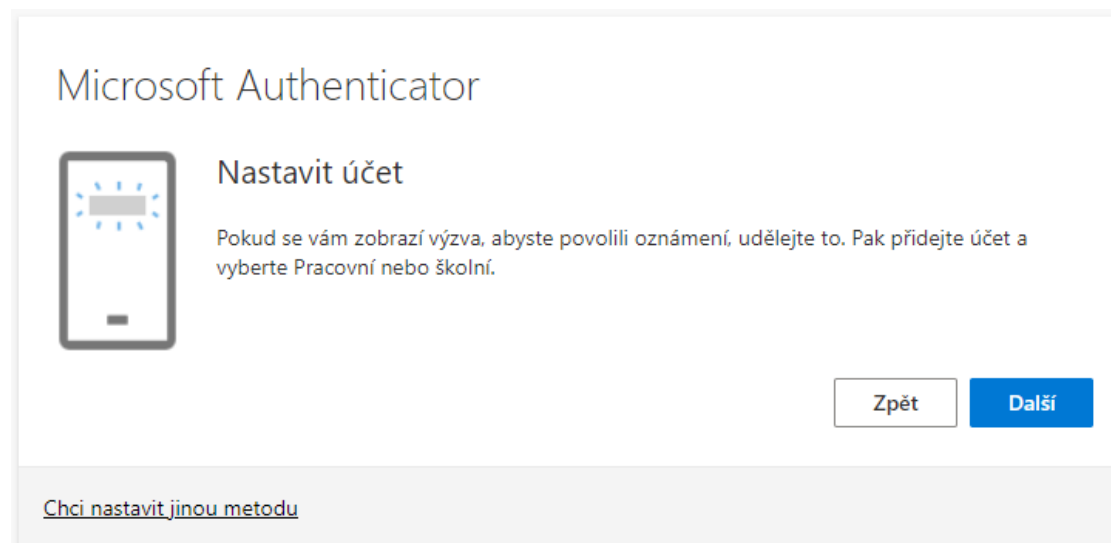 Microsoft Authenticator
Nastavit účet
Pokud se vám zobrazí výzva, abyste povolili oznámení, udělejte to. Pak přidejte účet a
vyberte Pracovní nebo školní.
Zpět
Další
Chci nastavit jinou metodu